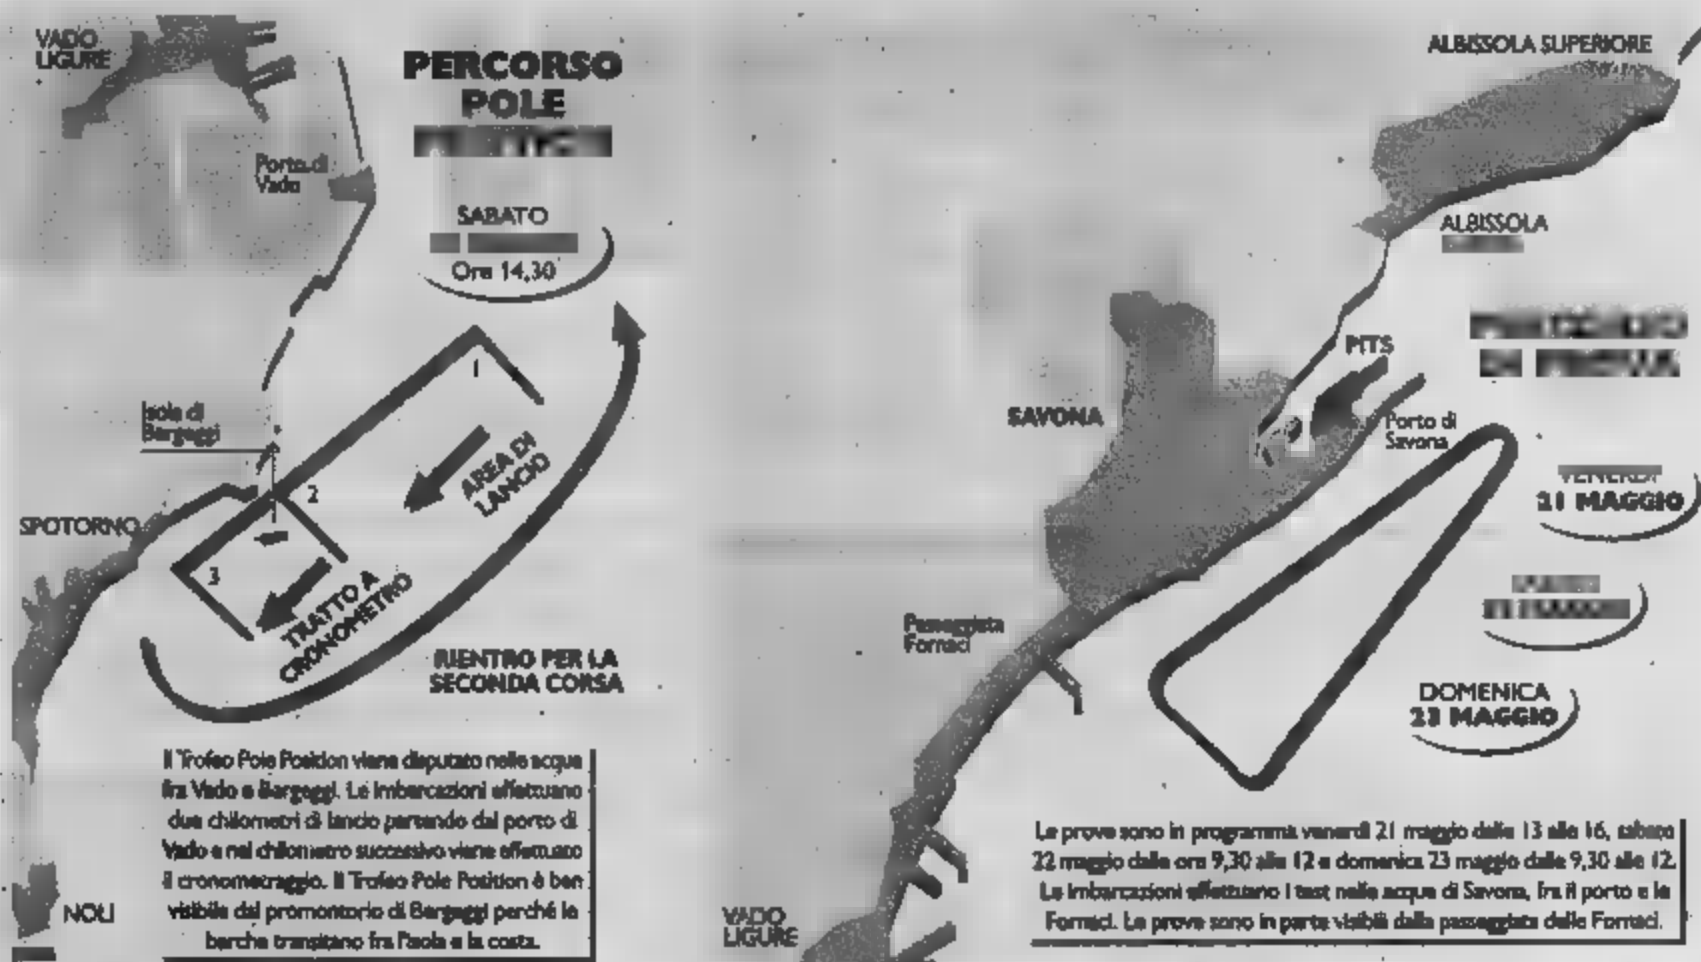 VADO
LIGURE
PERCORSO
POLE
Porto di
Vado
SABATO
Ore 14,30
1
Isola di
Bergeggi
AREA DI
LANCIO
2
SPOTORNO
3
TRATTO A
CRONOMETRO
RIENTRO PER LA
SECONDA CORSA
Il Trofeo Pole Position viene disputato nelle acque
fra Vado e Bergeggi. Le imbarcazioni effettuano
due chilometri di lancio partendo dal porto di
Vado e nel chilometro successivo viene effettuato
il cronometraggio. Il Trofeo Pole Position è ben
visibile dal promontorio di Bergeggi perché le
barche transitano fra l'isola e la costa.
NOLI
ALBISSOLA SUPERIORE
ALBISSOLA
PITS
SAVONA
Porto di
Savona
VENERDI
21 MAGGIO
Passeggiata
Fornaci
DOMENICA
23 MAGGIO
Le prove sono in programma venerdì 21 maggio dalle 13 alle 16, sabato
22 maggio dalle ore 9,30 alle 12 e domenica 23 maggio dalle 9,30 alle 12.
Le imbarcazioni effettuano i test nelle acque di Savona, fra il porto e le
Fornaci. Le prove sono in parte visibili dalla passeggiata delle Fornaci.
VADO
LIGURE